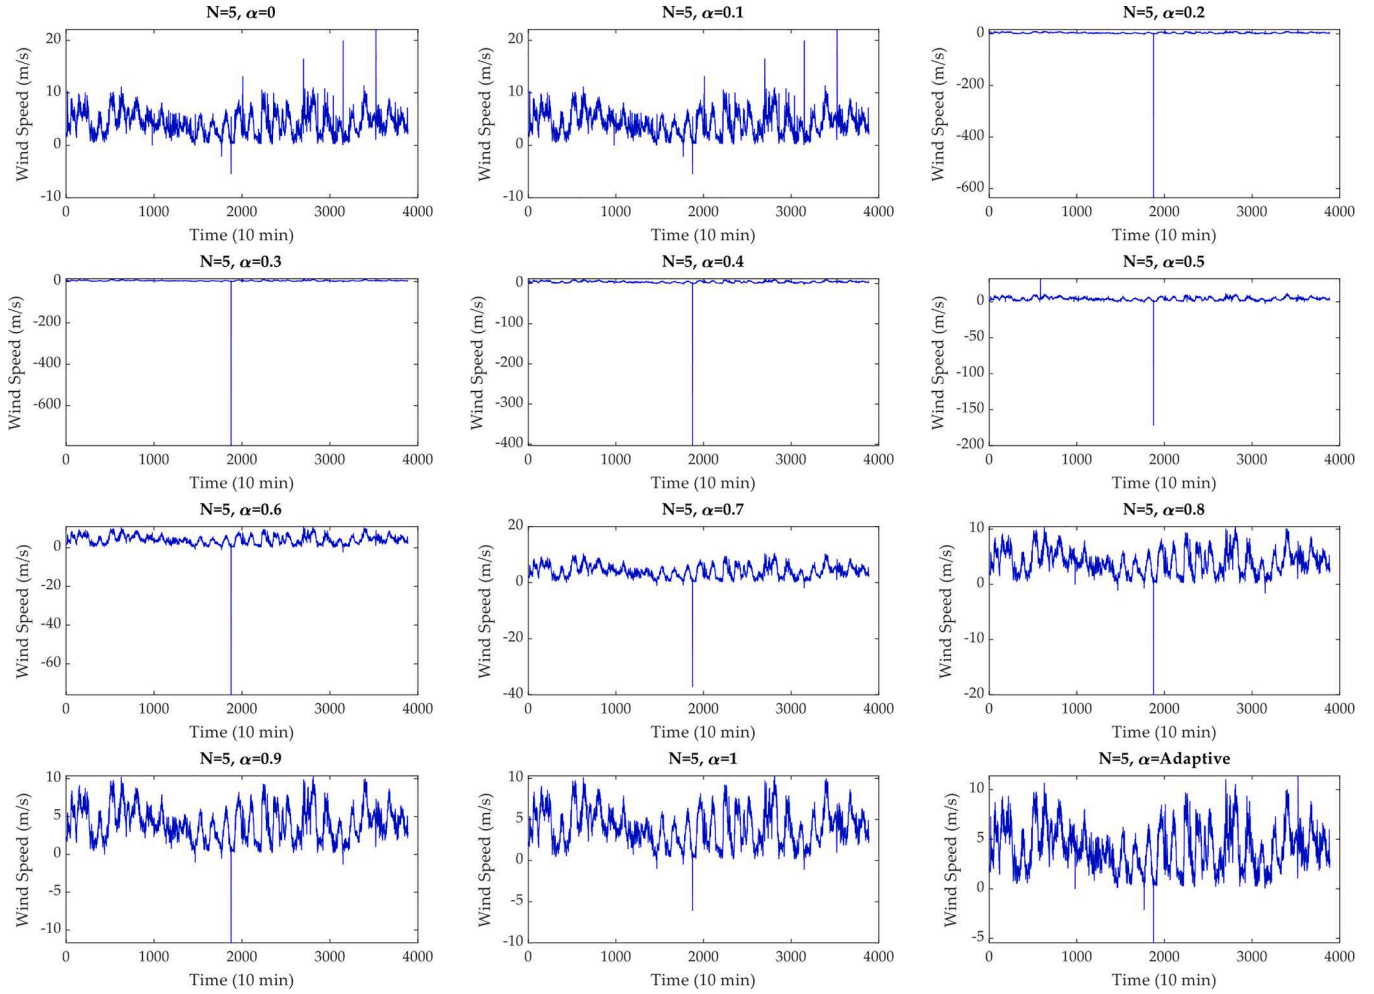 N=5, α=0
Wind Speed (m/s)
20
10
0
-10
0 1000 2000 3000 4000
Time (10 min)
N=5, α=0.1
Wind Speed (m/s)
20
10
0
-10
0 1000 2000 3000 4000
Time (10 min)
N=5, α=0.2
Wind Speed (m/s)
0
-200
-400
-600
0 1000 2000 3000 4000
Time (10 min)
N=5, α=0.3
Wind Speed (m/s)
0
-200
-400
-600
0 1000 2000 3000 4000
Time (10 min)
N=5, α=0.4
Wind Speed (m/s)
0
-100
-200
-300
-400
0 1000 2000 3000 4000
Time (10 min)
N=5, α=0.5
Wind Speed (m/s)
0
-50
-100
-150
-200
0 1000 2000 3000 4000
Time (10 min)
N=5, α=0.6
Wind Speed (m/s)
0
-20
-40
-60
0 1000 2000 3000 4000
Time (10 min)
N=5, α=0.7
Wind Speed (m/s)
20
0
-20
-40
0 1000 2000 3000 4000
Time (10 min)
N=5, α=0.8
Wind Speed (m/s)
10
0
-10
-20
0 1000 2000 3000 4000
Time (10 min)
N=5, α=0.9
Wind Speed (m/s)
10
5
0
-5
-10
0 1000 2000 3000 4000
Time (10 min)
N=5, α=1
Wind Speed (m/s)
10
5
0
-5
-10
0 1000 2000 3000 4000
Time (10 min)
N=5, α=Adaptive
Wind Speed (m/s)
10
5
0
-5
0 1000 2000 3000 4000
Time (10 min)